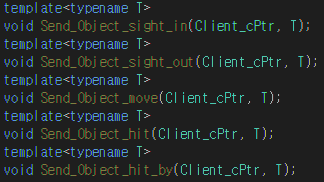 template<typename T>
void Send_Object_sight_in(Client_cPtr, T);
template<typename T>
void Send_Object_sight_out(Client_cPtr, T);
template<typename T>
void Send_Object_move(Client_cPtr, T);
template<typename T>
void Send_Object_hit(Client_cPtr, T);
template<typename T>
void Send_Object_hit_by(Client_cPtr, T);